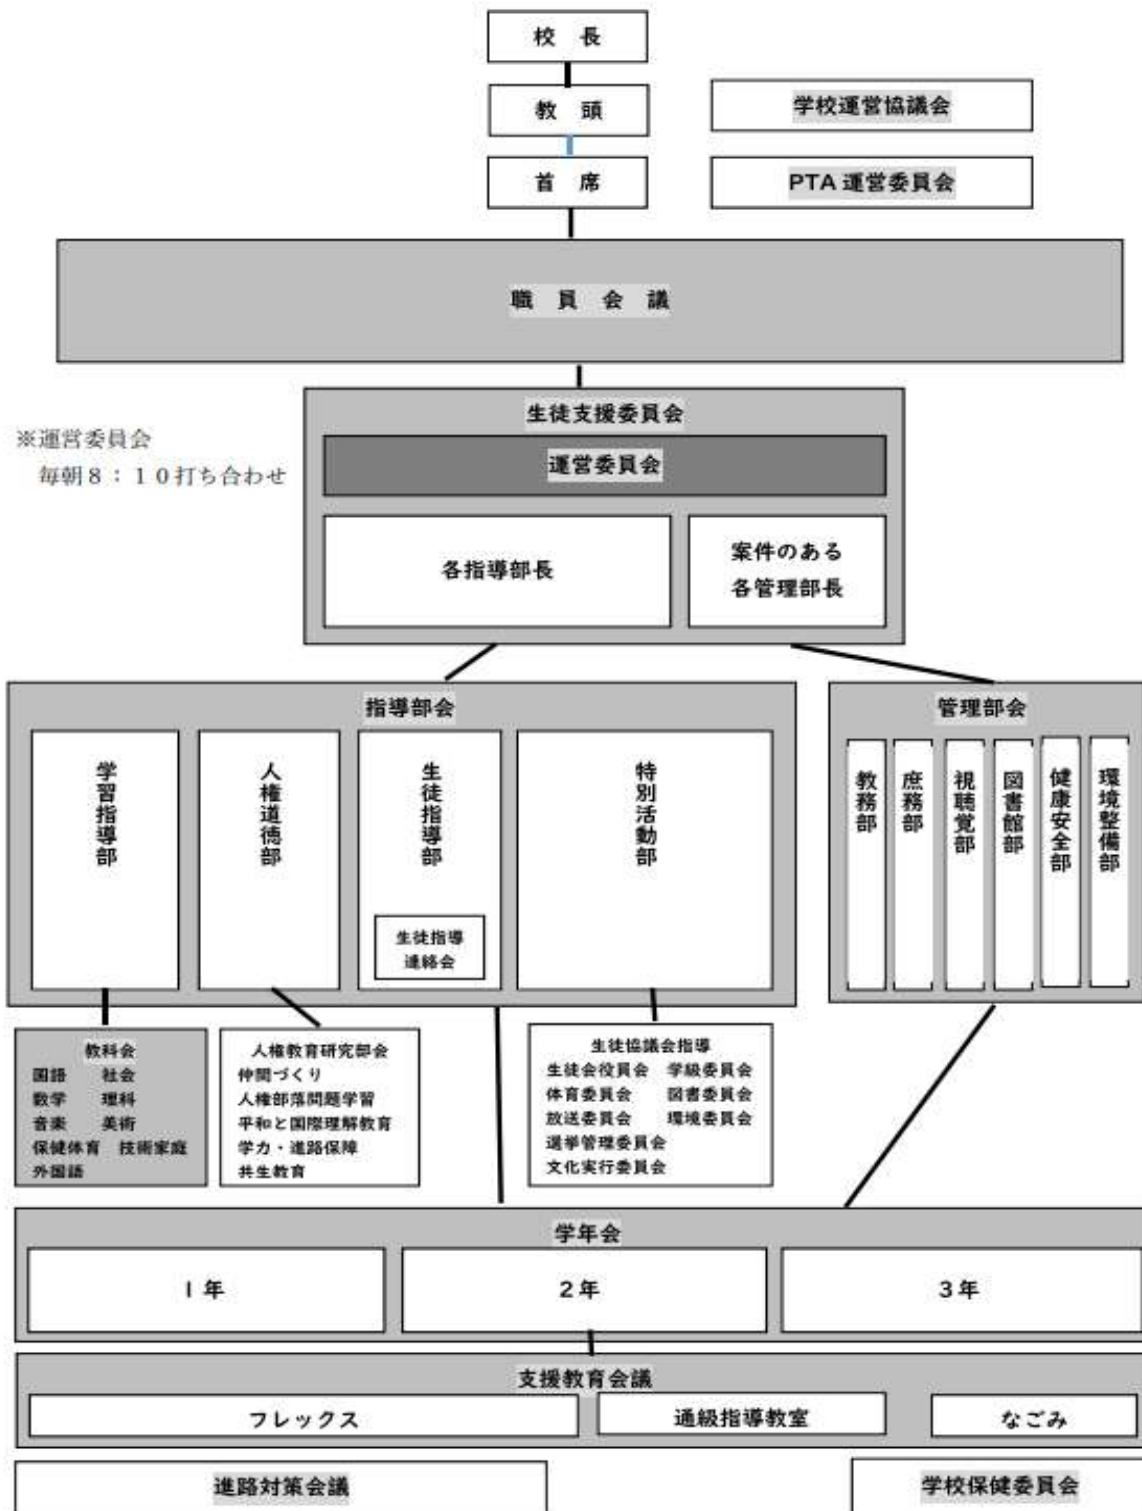 校 長
教 頭
学校運営協議会
首 席
PTA 運営委員会
職 員 会 議
生徒支援委員会
※運営委員会
毎朝8:10打ち合わせ
運営委員会
各指導部長
案件のある
各管理部長
指導部会
学習指導部
人権道徳部
生徒指導部
特別活動部
生徒指導
連絡会
管理部会
教務部
庶務部
視聴覚部
図書館部
健康安全部
環境整備部
教科会
国語 社会
数学 理科
音楽 美術
保健体育 技術家庭
外国語
人権教育研究部会
仲間づくり
人権部落問題学習
平和と国際理解教育
学力・進路保障
共生教育
生徒協議会指導
生徒会役員会 学級委員会
体育委員会 図書委員会
放送委員会 環境委員会
選挙管理委員会
文化実行委員会
学年会
1年
2年
3年
支援教育会議
フレックス
通級指導教室
なごみ
進路対策会議
学校保健委員会